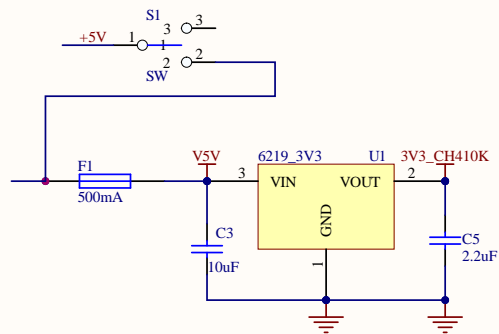 S1
3 3
+5V 1 1
2 2
SW
F1 V5V 6219_3V3 U1 3V3_CH410K
3 VIN VOUT 2
500mA
GND
C3 C5
10uF 1 2.2uF